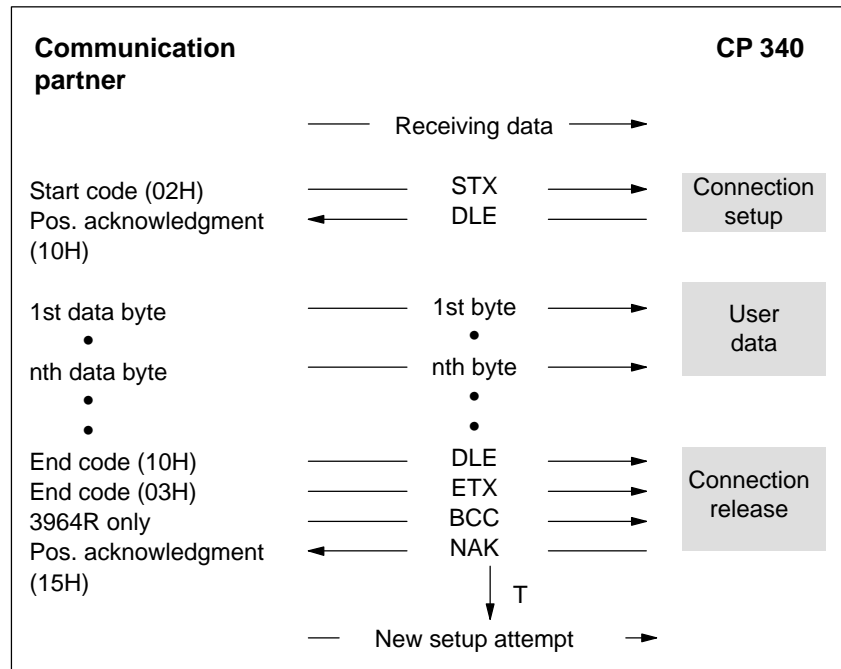 Communication partner CP 340
Receiving data
Start code (02H) STX Connection setup
Pos. acknowledgment (10H) DLE
1st data byte 1st byte User data
•  •
nth data byte nth byte
•  •
•  •
End code (10H) DLE Connection release
End code (03H) ETX
3964R only BCC
Pos. acknowledgment (15H) NAK
T
New setup attempt